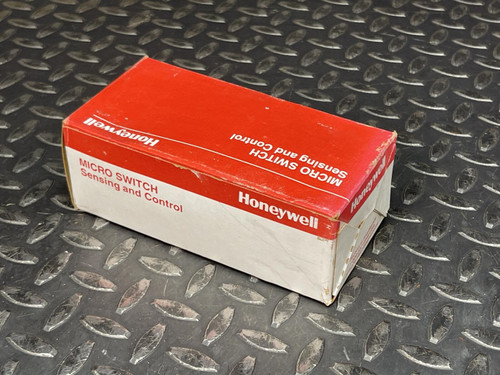 Honeywell
MICRO SWITCH
Sensing and Control
MICRO SWITCH
Sensing and Control
Honeywell
Honeywell